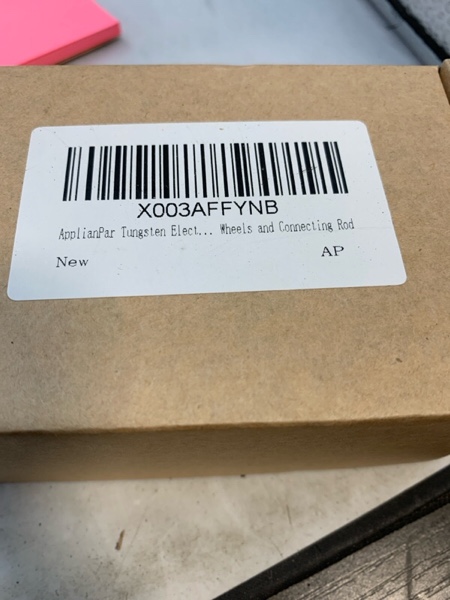 X003AFFYNB
ApplianPar Tungsten Elect... Wheels and Connecting Rod
New
AP